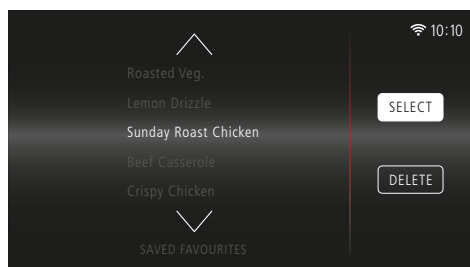 10:10
Roasted Veg.
Lemon Drizzle
Sunday Roast Chicken
Beef Casserole
Crispy Chicken
SAVED FAVOURITES
SELECT
DELETE